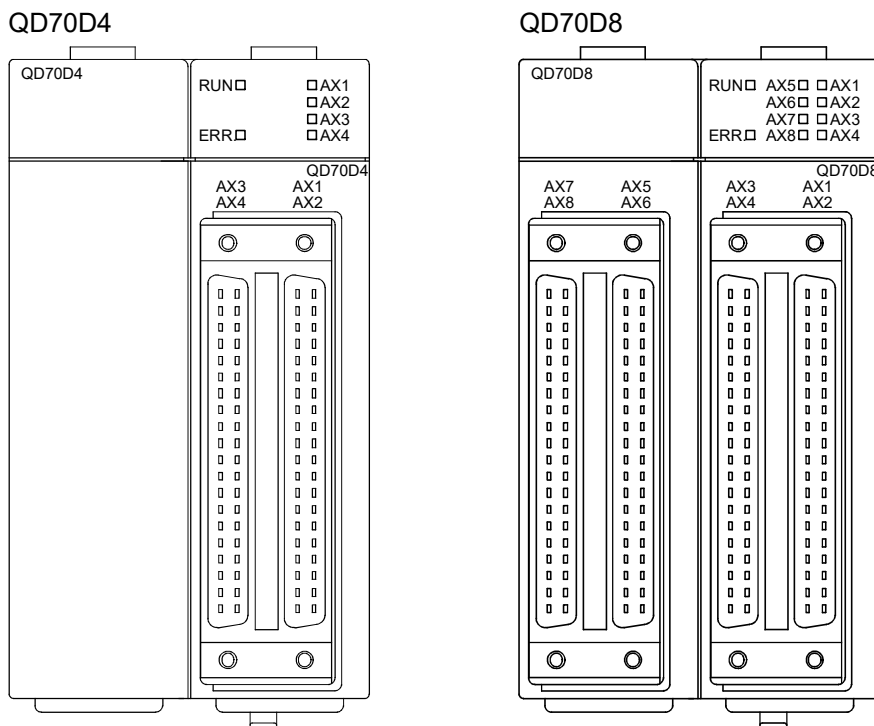 QD70D4
QD70D4
RUN AX1
AX2
AX3
ERR. AX4
QD70D4
AX3 AX1
AX4 AX2
QD70D8
QD70D8
RUN AX5 AX1
AX6 AX2
AX7 AX3
ERR. AX8 AX4
QD70D8
AX7 AX5 AX3 AX1
AX8 AX6 AX4 AX2